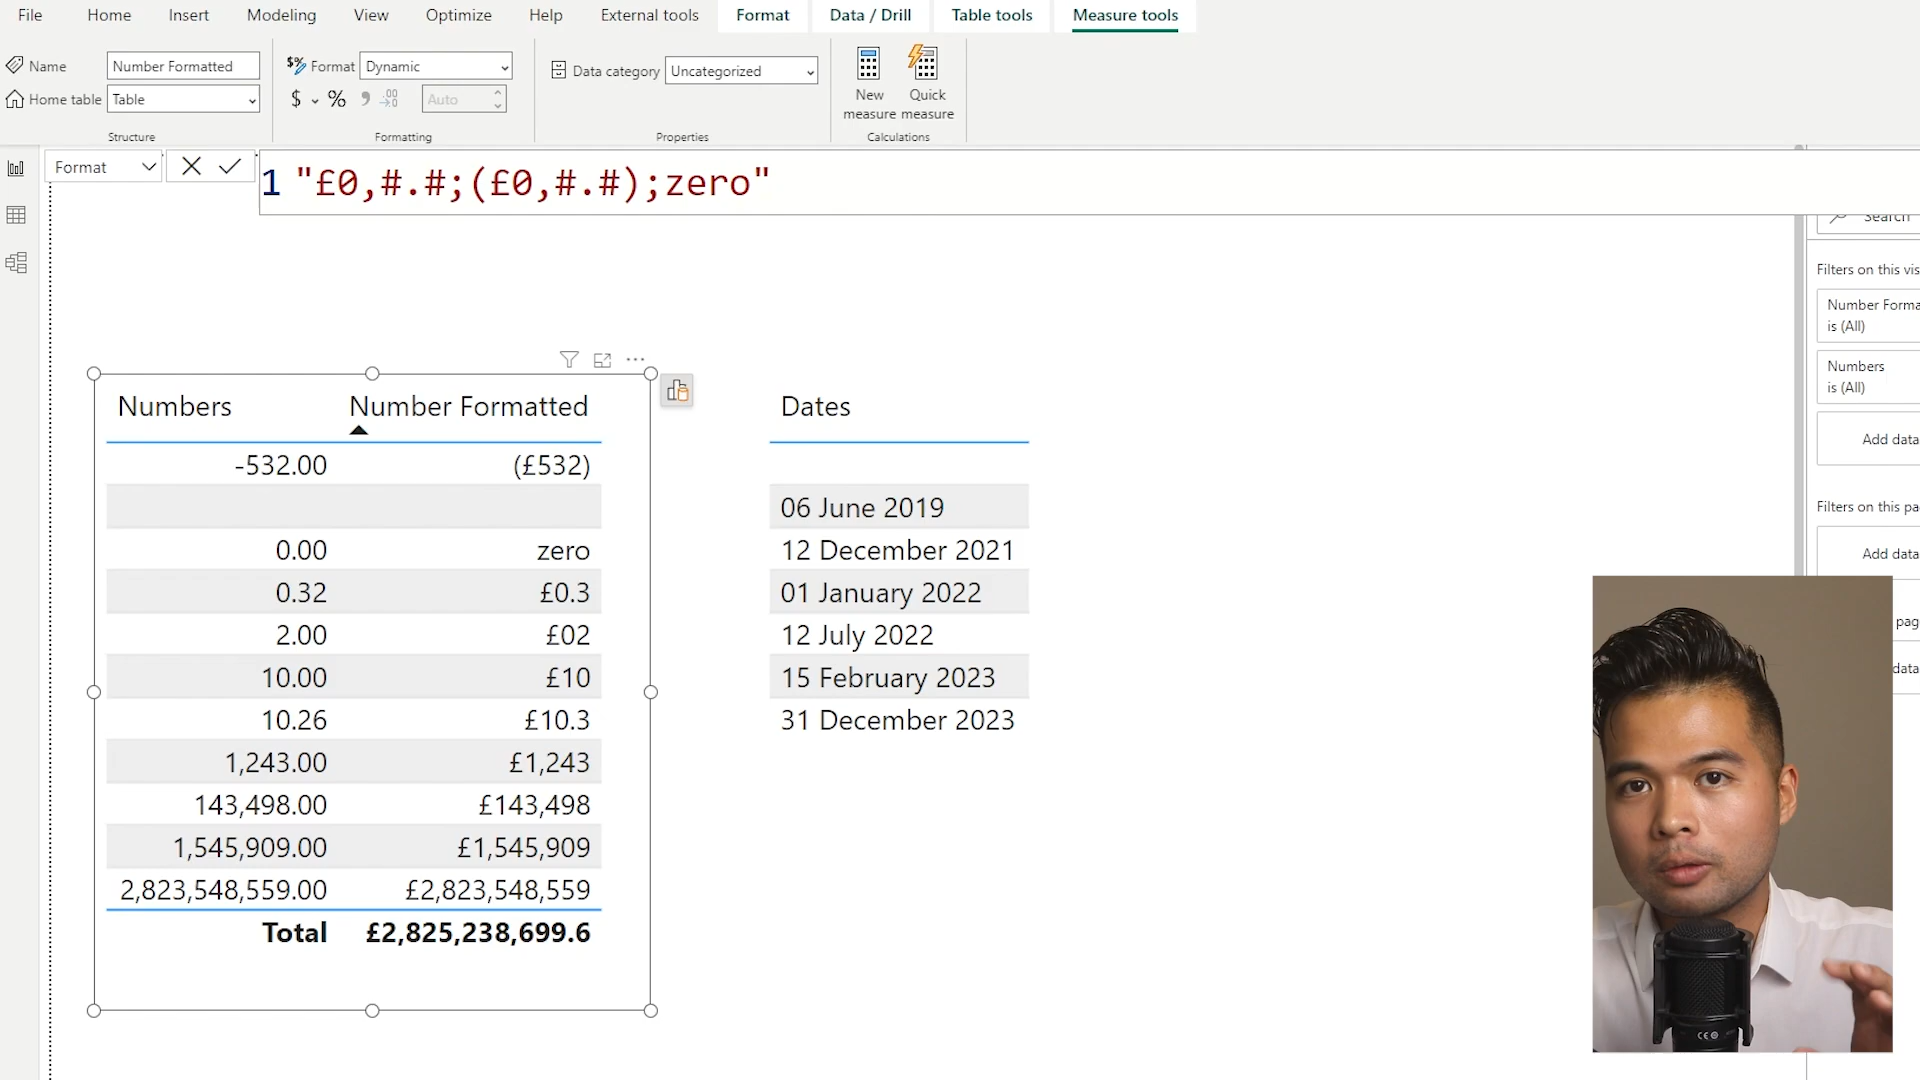 File Home Insert Modeling View Optimize Help External tools Format Data / Drill Table tools Measure tools
Name Number Formatted
Home table Table
Structure
$% Format Dynamic
$ % , .00 Auto
Formatting
Data category Uncategorized
Properties
New measure
Quick measure
Calculations
Format
1 "£0,#.#;(£0,#.#);zero"
Numbers Number Formatted
-532.00 (£532)
0.00 zero
0.32 £0.3
2.00 £02
10.00 £10
10.26 £10.3
1,243.00 £1,243
143,498.00 £143,498
1,545,909.00 £1,545,909
2,823,548,559.00 £2,823,548,559
Total £2,825,238,699.6
Dates
06 June 2019
12 December 2021
01 January 2022
12 July 2022
15 February 2023
31 December 2023
Search
Filters on this vis
Number Forma
is (All)
Numbers
is (All)
Add data
Filters on this pa
Add data
pag
data